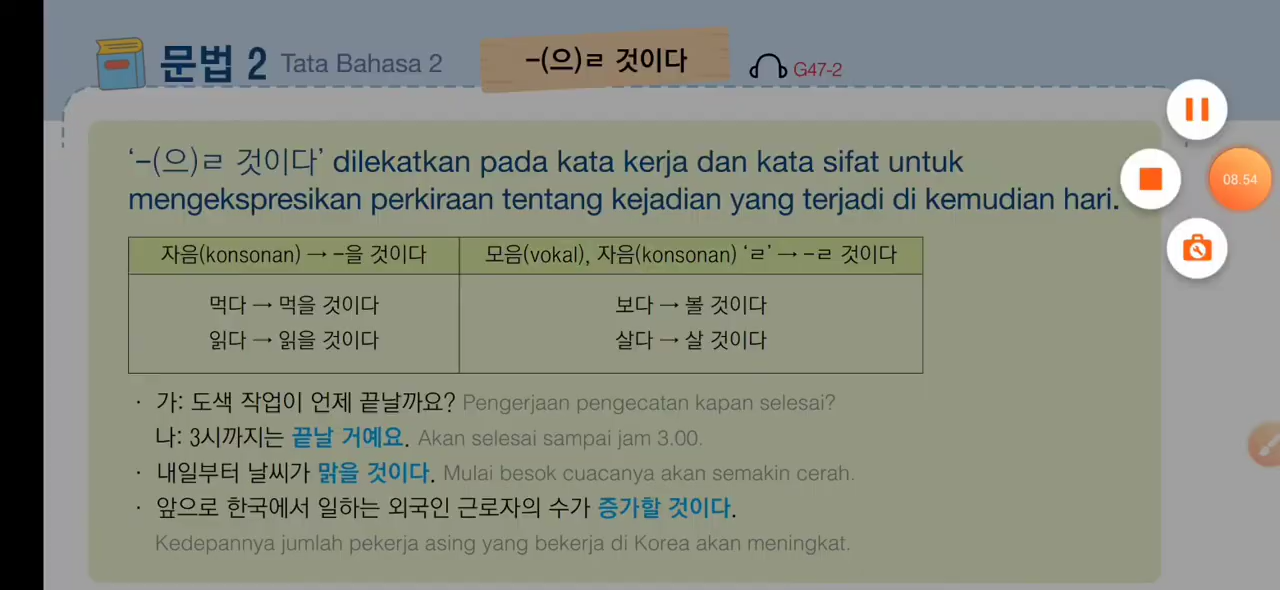 문법 2 Tata Bahasa 2 -(으)ㄹ 것이다 G47-2
‘-(으)ㄹ 것이다’ dilekatkan pada kata kerja dan kata sifat untuk
mengekspresikan perkiraan tentang kejadian yang terjadi di kemudian hari.
08.54
자음(konsonan) → -을 것이다 모음(vokal), 자음(konsonan) ‘ㄹ’ → -ㄹ 것이다
먹다 → 먹을 것이다 보다 → 볼 것이다
읽다 → 읽을 것이다 살다 → 살 것이다
· 가: 도색 작업이 언제 끝날까요? Pengerjaan pengecatan kapan selesai?
나: 3시까지는 끝날 거예요. Akan selesai sampai jam 3.00.
· 내일부터 날씨가 맑을 것이다. Mulai besok cuacanya akan semakin cerah.
· 앞으로 한국에서 일하는 외국인 근로자의 수가 증가할 것이다.
Kedepannya jumlah pekerja asing yang bekerja di Korea akan meningkat.